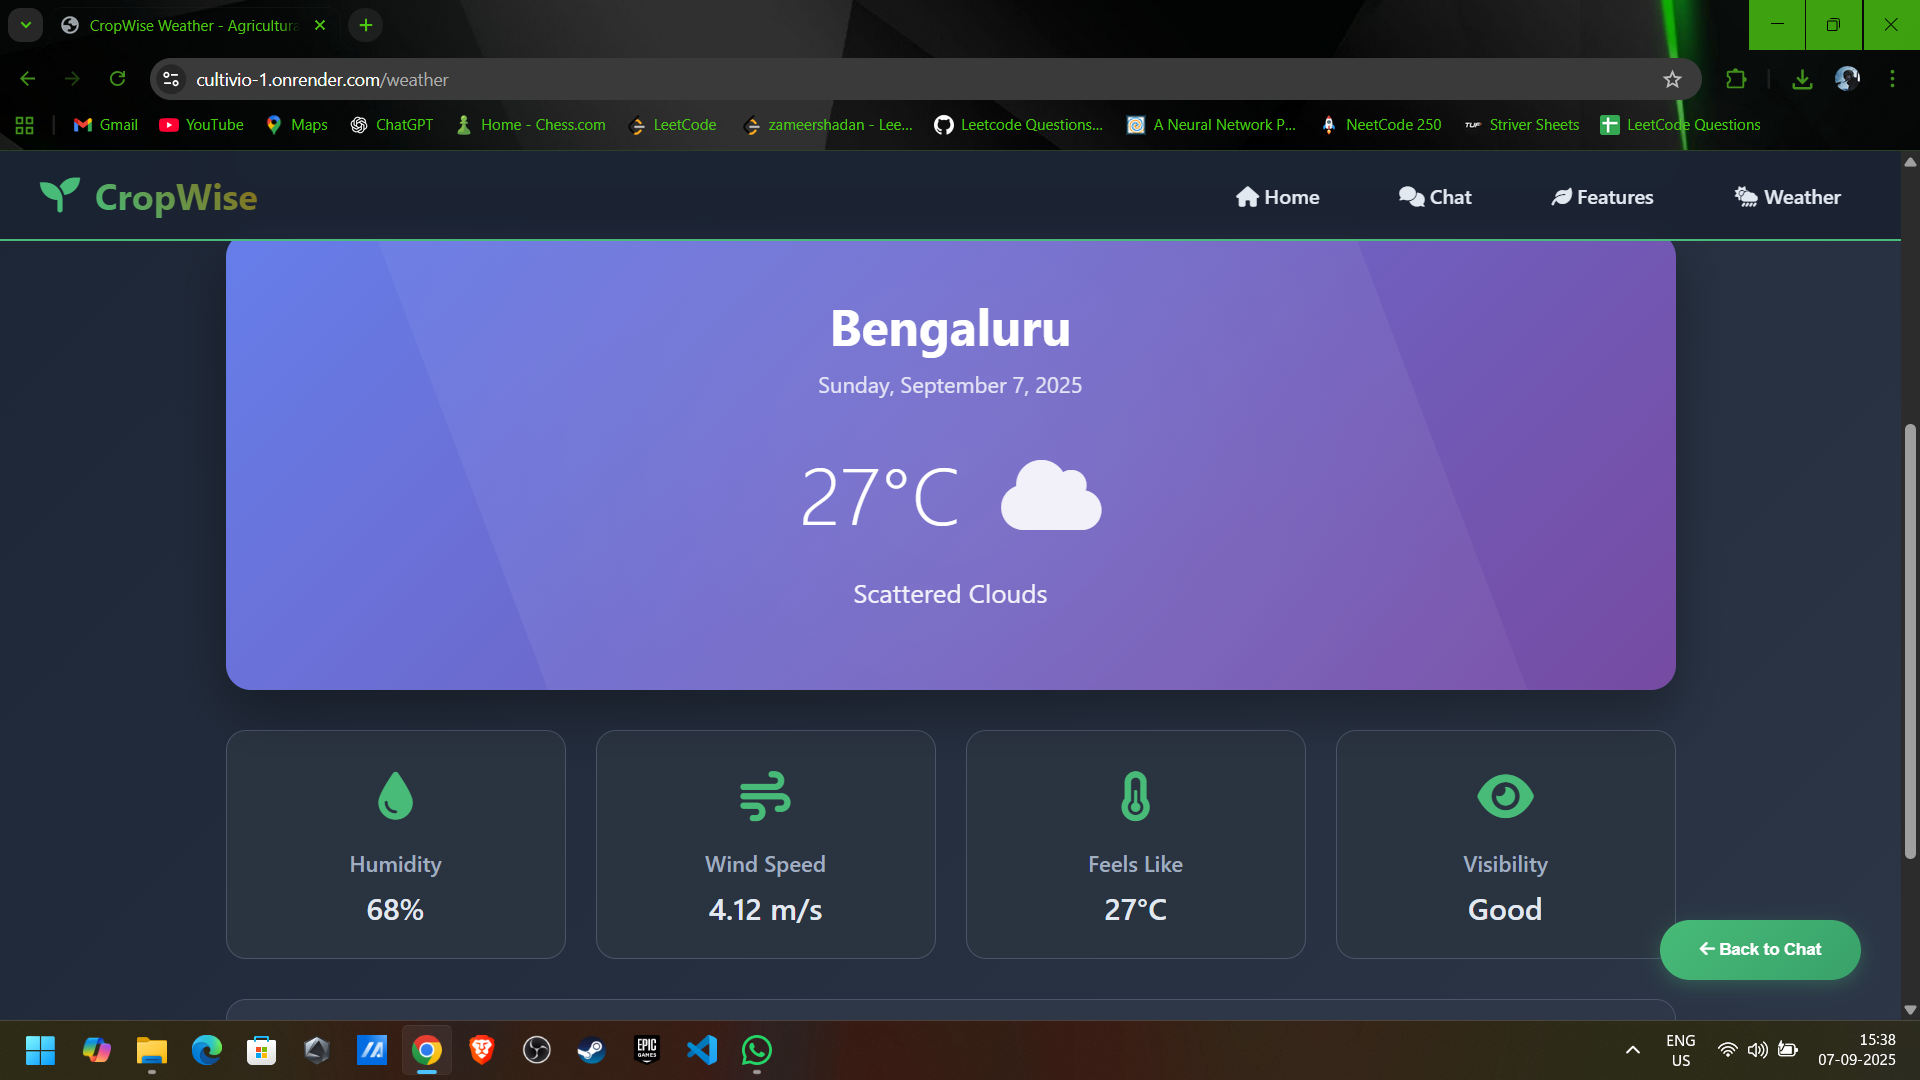 CropWise Weather - Agricultura
cultivio-1.onrender.com/weather
Gmail
YouTube
Maps
ChatGPT
Home - Chess.com
LeetCode
zameershadan - Lee...
Leetcode Questions...
A Neural Network P...
NeetCode 250
TUF
Striver Sheets
LeetCode Questions
CropWise
Home
Chat
Features
Weather
Bengaluru
Sunday, September 7, 2025
27°C
Scattered Clouds
Humidity
68%
Wind Speed
4.12 m/s
Feels Like
27°C
Visibility
Good
Back to Chat
EPIC
GAMES
ENG
US
15:38
07-09-2025